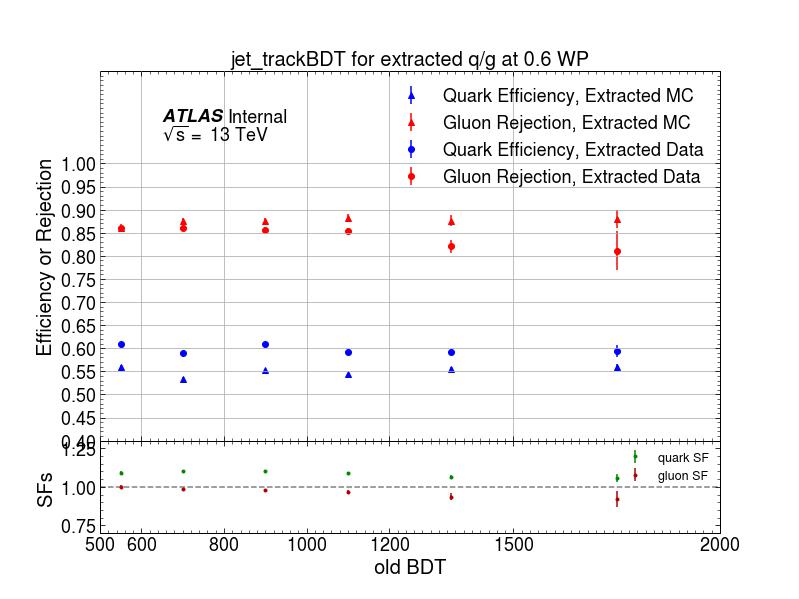 jet_trackBDT for extracted q/g at 0.6 WP
ATLAS Internal
√s = 13 TeV
Quark Efficiency, Extracted MC
Gluon Rejection, Extracted MC
Quark Efficiency, Extracted Data
Gluon Rejection, Extracted Data
Efficiency or Rejection
1.00
0.95
0.90
0.85
0.80
0.75
0.70
0.65
0.60
0.55
0.50
0.45
0.40
SFs
1.25
1.00
0.75
quark SF
gluon SF
500 600 800 1000 1200 1500 2000
old BDT